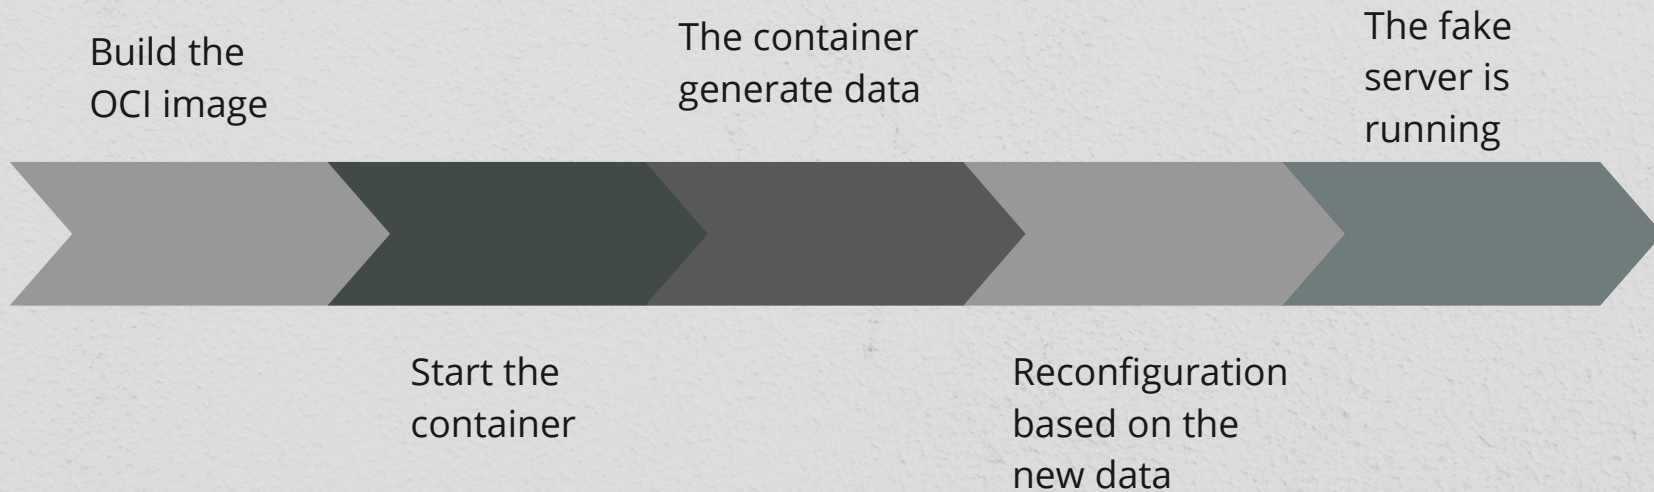 Build the
OCI image
Start the
container
The container
generate data
Reconfiguration
based on the
new data
The fake
server is
running